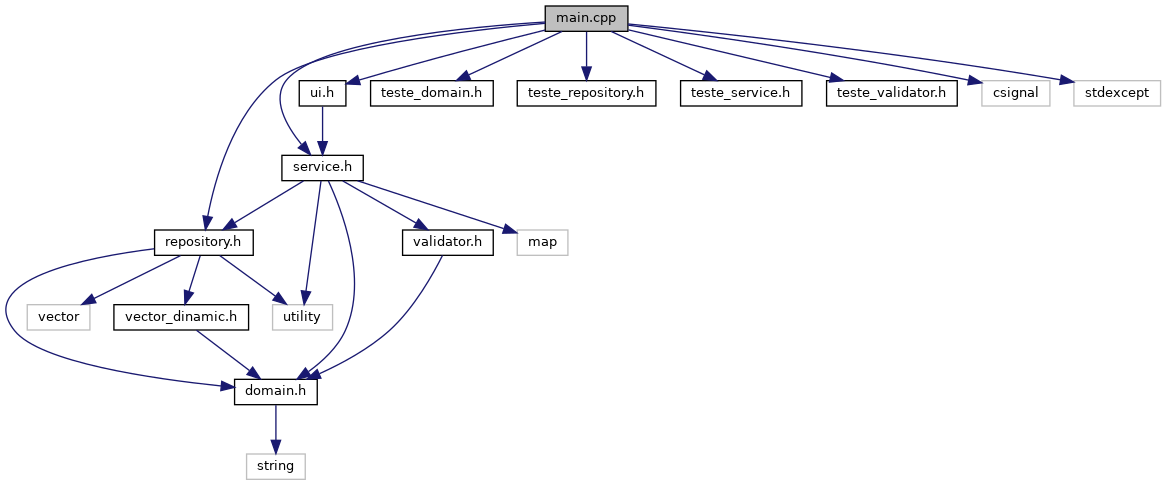 main.cpp
ui.h
teste_domain.h
teste_repository.h
teste_service.h
teste_validator.h
csignal
stdexcept
service.h
repository.h
validator.h
map
vector
vector_dinamic.h
utility
domain.h
string